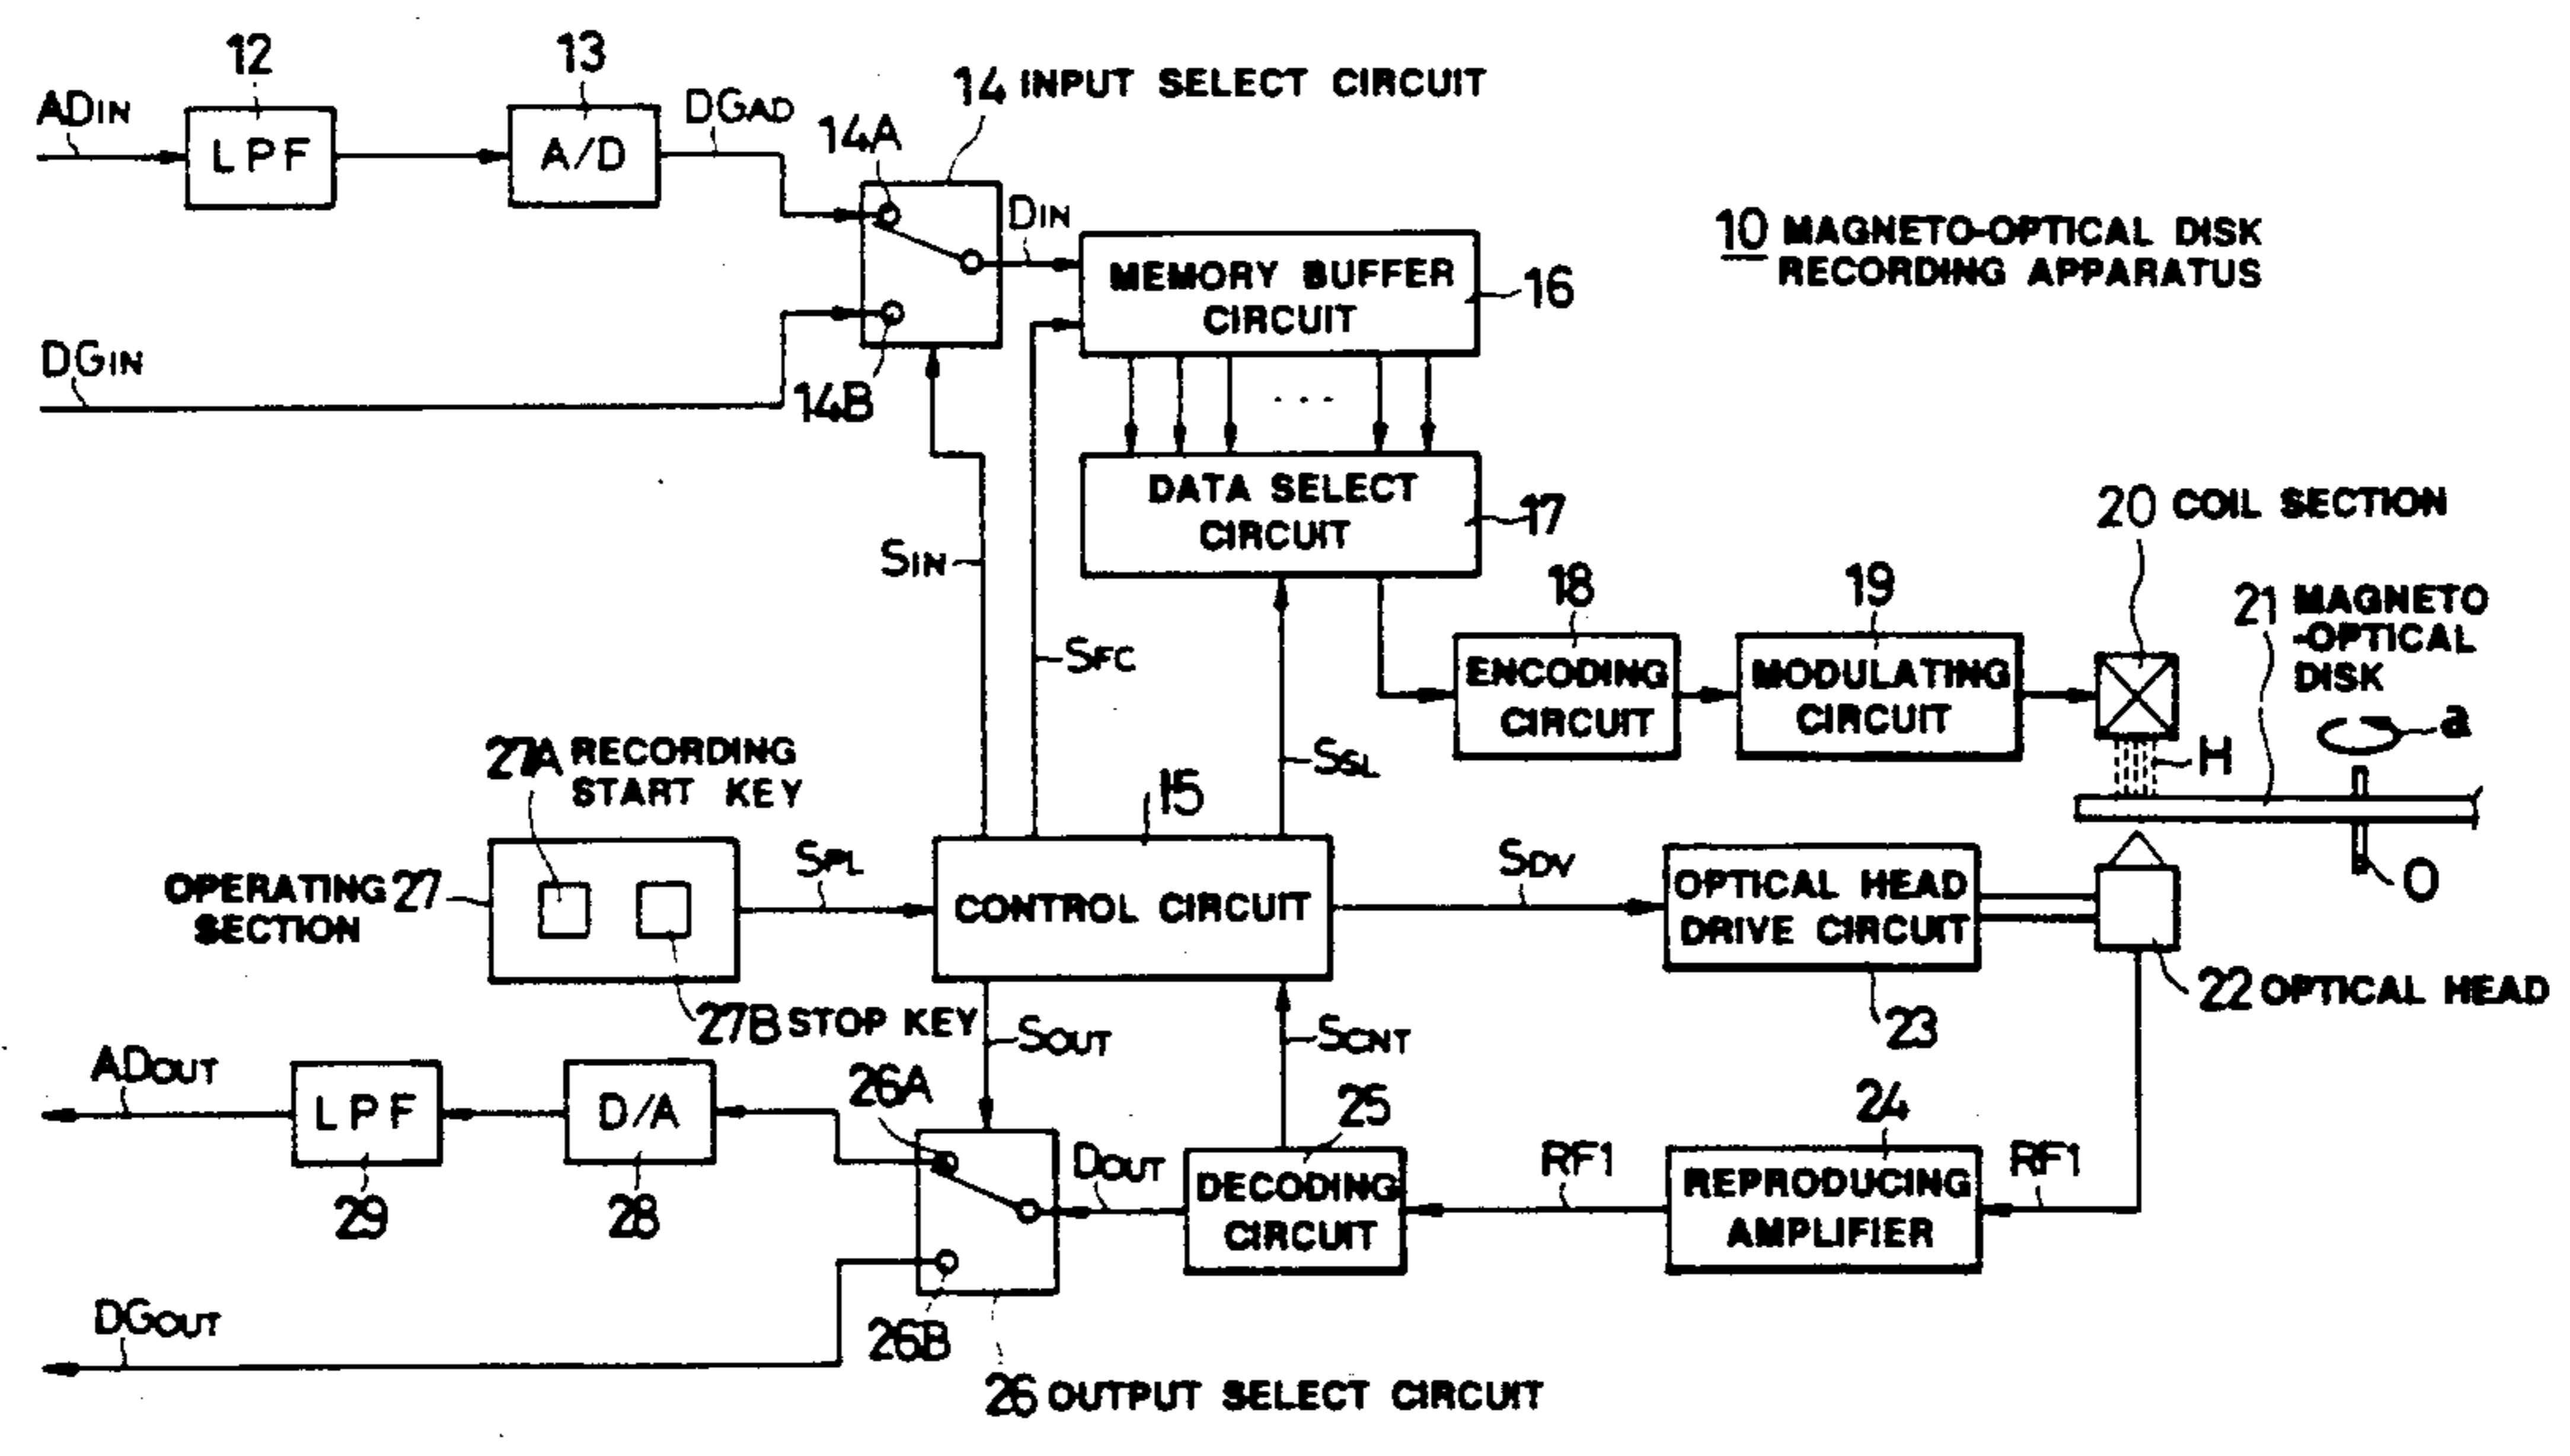 12
13
14 INPUT SELECT CIRCUIT
ADIN
DGAD
14A
LPF
A/D
DIN
10 MAGNETO-OPTICAL DISK
RECORDING APPARATUS
MEMORY BUFFER
CIRCUIT
16
DGIN
14B
...
DATA SELECT
CIRCUIT
17
20 COIL SECTION
SIN
18
19
21 MAGNETO
-OPTICAL
DISK
SFC
ENCODING
CIRCUIT
MODULATING
CIRCUIT
a
27A RECORDING
START KEY
SSL
H
15
OPERATING 27
SECTION
SPL
CONTROL CIRCUIT
SDV
OPTICAL HEAD
DRIVE CIRCUIT
O
27B STOP KEY
SOUT
SCNT
23
22 OPTICAL HEAD
ADOUT
LPF
D/A
26A
25
24
29
28
DOUT
DECODING
CIRCUIT
RF1
REPRODUCING
AMPLIFIER
RF1
DGOUT
26B
26 OUTPUT SELECT CIRCUIT